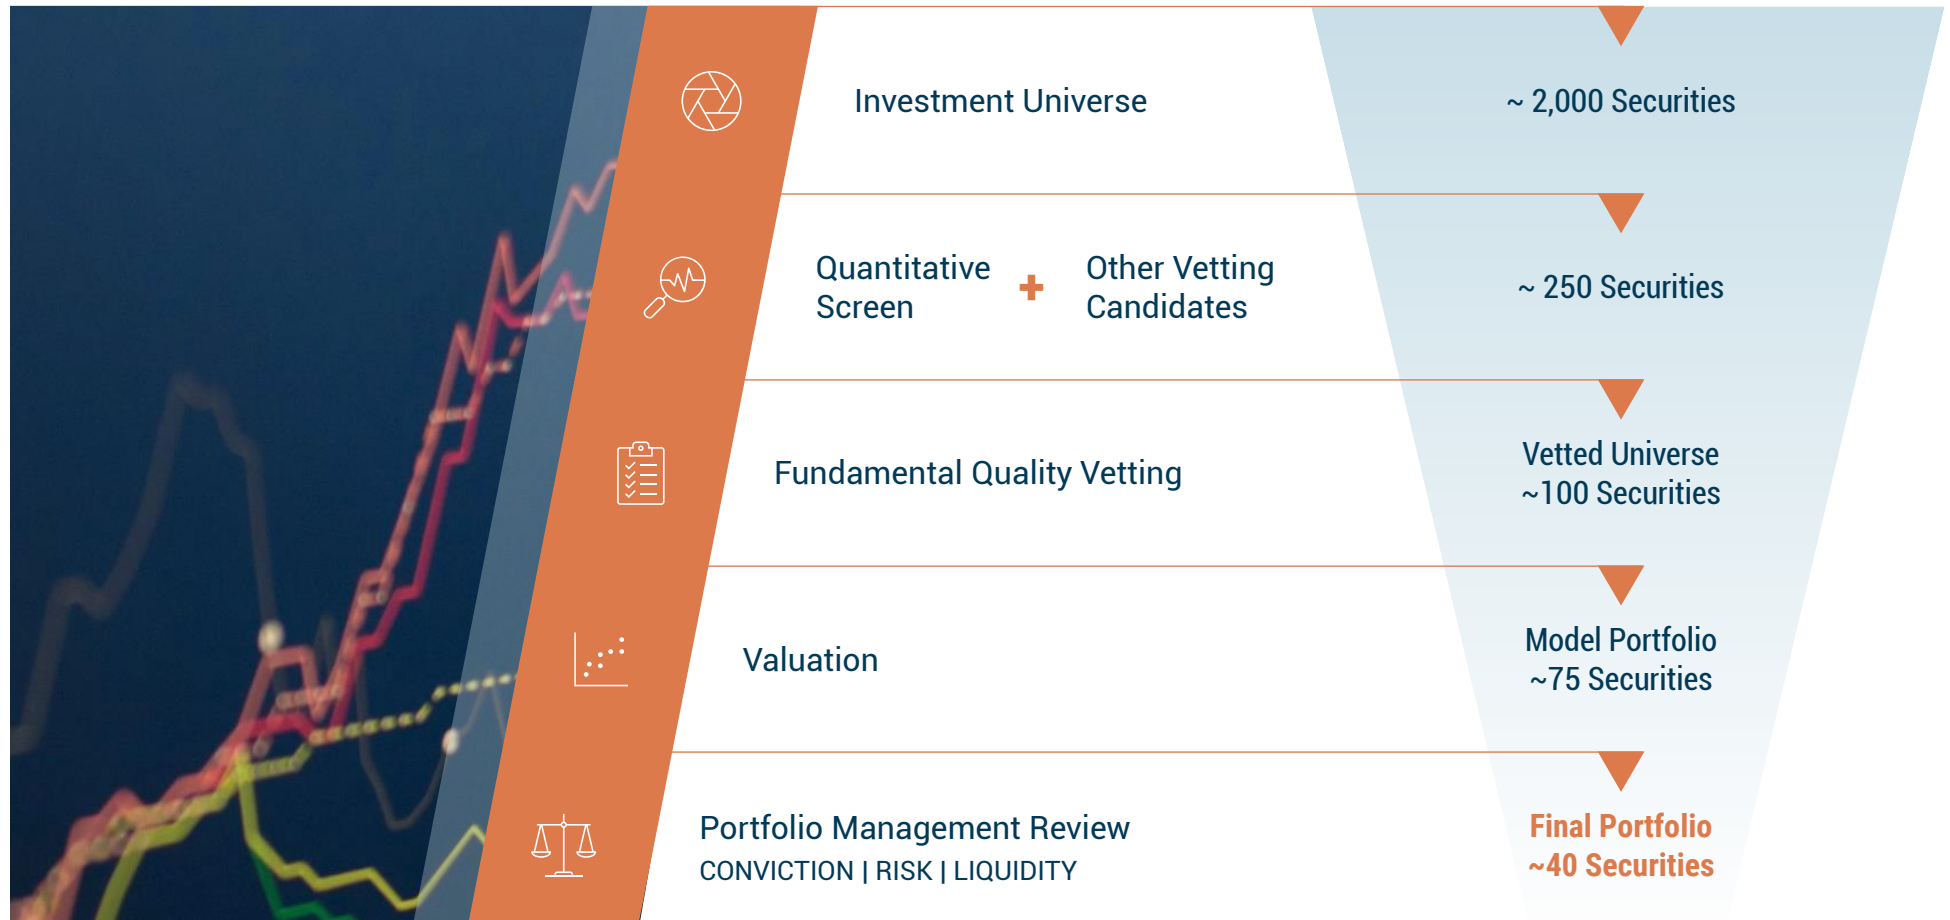 Investment Universe
~ 2,000 Securities
Quantitative
Screen
+
Other Vetting
Candidates
~ 250 Securities
Fundamental Quality Vetting
Vetted Universe
~100 Securities
Valuation
Model Portfolio
~75 Securities
Portfolio Management Review
CONVICTION | RISK | LIQUIDITY
Final Portfolio
~40 Securities